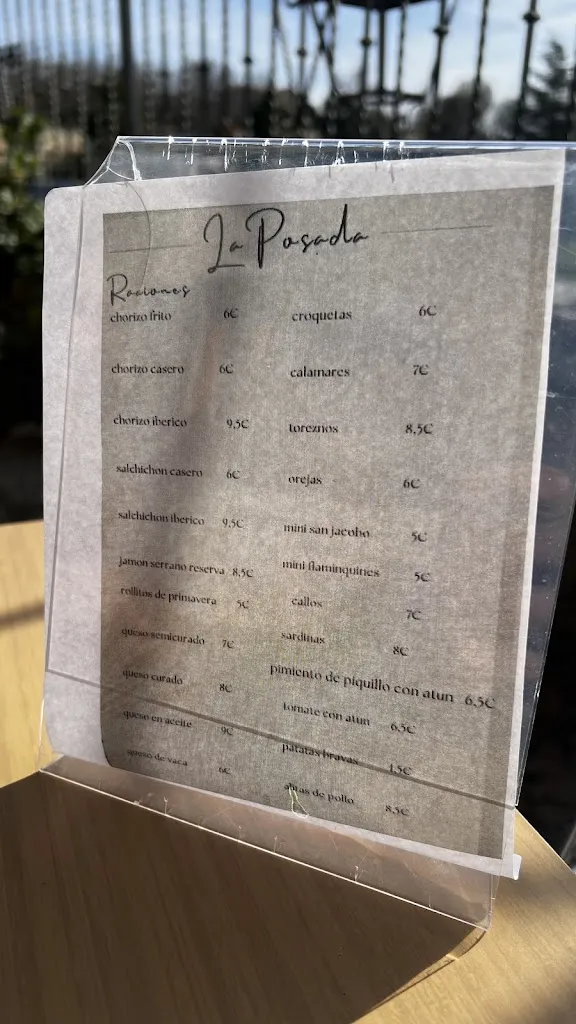 La Posada
Raciones
chorizo frito 6€
chorizo casero 6€
chorizo iberico 9,5€
salchichon casero 6€
salchichon iberico 9,5€
jamon serrano reserva 8,5€
rollitos de primavera 5€
queso semicurado 7€
queso curado 8€
queso en aceite 9€
queso de vaca 6€
croquetas 6€
calamares 7€
toreznos 8,5€
orejas 6€
mini san jacobo 5€
mini flaminquines 5€
callos 7€
sardinas 8€
pimiento de piquillo con atun 6,5€
tomate con atun 6,5€
patatas bravas 4,5€
alitas de pollo 8,5€